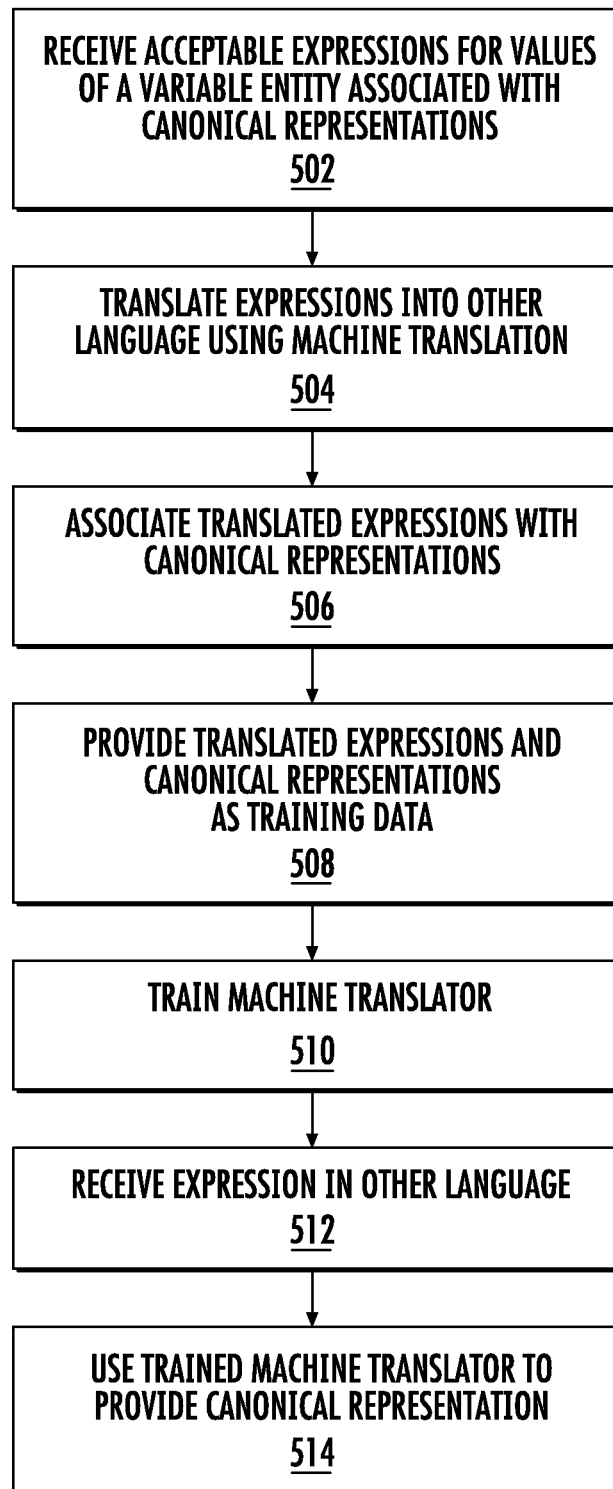 RECEIVE ACCEPTABLE EXPRESSIONS FOR VALUES
OF A VARIABLE ENTITY ASSOCIATED WITH
CANONICAL REPRESENTATIONS
502
TRANSLATE EXPRESSIONS INTO OTHER
LANGUAGE USING MACHINE TRANSLATION
504
ASSOCIATE TRANSLATED EXPRESSIONS WITH
CANONICAL REPRESENTATIONS
506
PROVIDE TRANSLATED EXPRESSIONS AND
CANONICAL REPRESENTATIONS
AS TRAINING DATA
508
TRAIN MACHINE TRANSLATOR
510
RECEIVE EXPRESSION IN OTHER LANGUAGE
512
USE TRAINED MACHINE TRANSLATOR TO
PROVIDE CANONICAL REPRESENTATION
514